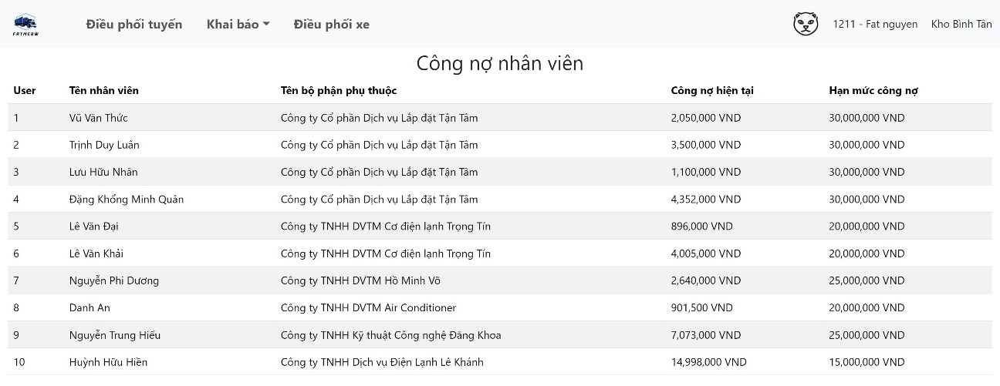 Điều phối tuyến Khai báo Điều phối xe 1211 - Fat nguyen Kho Bình Tân
FATMEOW
Công nợ nhân viên
User Tên nhân viên Tên bộ phận phụ thuộc Công nợ hiện tại Hạn mức công nợ
1 Vũ Văn Thức Công ty Cổ phần Dịch vụ Lắp đặt Tận Tâm 2,050,000 VND 30,000,000 VND
2 Trịnh Duy Luân Công ty Cổ phần Dịch vụ Lắp đặt Tận Tâm 3,500,000 VND 30,000,000 VND
3 Lưu Hữu Nhân Công ty Cổ phần Dịch vụ Lắp đặt Tận Tâm 1,100,000 VND 30,000,000 VND
4 Đặng Khổng Minh Quân Công ty Cổ phần Dịch vụ Lắp đặt Tận Tâm 4,352,000 VND 30,000,000 VND
5 Lê Văn Đại Công ty TNHH DVTM Cơ điện lạnh Trọng Tín 896,000 VND 20,000,000 VND
6 Lê Văn Khải Công ty TNHH DVTM Cơ điện lạnh Trọng Tín 4,005,000 VND 20,000,000 VND
7 Nguyễn Phi Dương Công ty TNHH DVTM Hồ Minh Võ 2,640,000 VND 25,000,000 VND
8 Danh An Công ty TNHH DVTM Air Conditioner 901,500 VND 20,000,000 VND
9 Nguyễn Trung Hiếu Công ty TNHH Kỹ thuật Công nghệ Đăng Khoa 7,073,000 VND 25,000,000 VND
10 Huỳnh Hữu Hiền Công ty TNHH Dịch vụ Điện Lạnh Lê Khánh 14,998,000 VND 15,000,000 VND